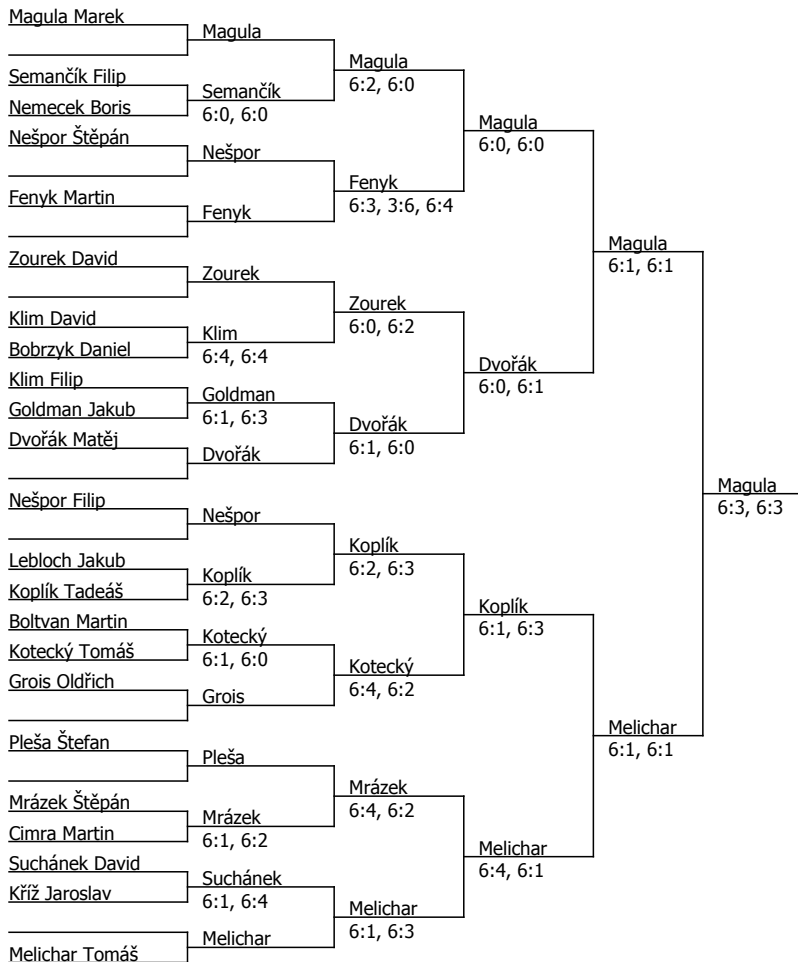 Magula Marek
Magula
Magula
6:2, 6:0
Semančík Filip
Semančík
6:0, 6:0
Nemecek Boris
Magula
6:0, 6:0
Nešpor Štěpán
Nešpor
Fenyk
6:3, 3:6, 6:4
Fenyk Martin
Fenyk
Magula
6:1, 6:1
Zourek David
Zourek
Zourek
6:0, 6:2
Klim David
Klim
6:4, 6:4
Bobrzyk Daniel
Dvořák
6:0, 6:1
Klim Filip
Goldman
6:1, 6:3
Goldman Jakub
Dvořák
6:1, 6:0
Dvořák Matěj
Dvořák
Magula
6:3, 6:3
Nešpor Filip
Nešpor
Koplík
6:2, 6:3
Lebloch Jakub
Koplík
6:2, 6:3
Koplík Tadeáš
Koplík
6:1, 6:3
Boltvan Martin
Kotecký
6:1, 6:0
Kotecký Tomáš
Kotecký
6:4, 6:2
Grois Oldřich
Grois
Melichar
6:1, 6:1
Pleša Štefan
Pleša
Mrázek
6:4, 6:2
Mrázek Štěpán
Mrázek
6:1, 6:2
Cimra Martin
Melichar
6:4, 6:1
Suchánek David
Suchánek
6:1, 6:4
Kříž Jaroslav
Melichar
6:1, 6:3
Melichar
Melichar Tomáš